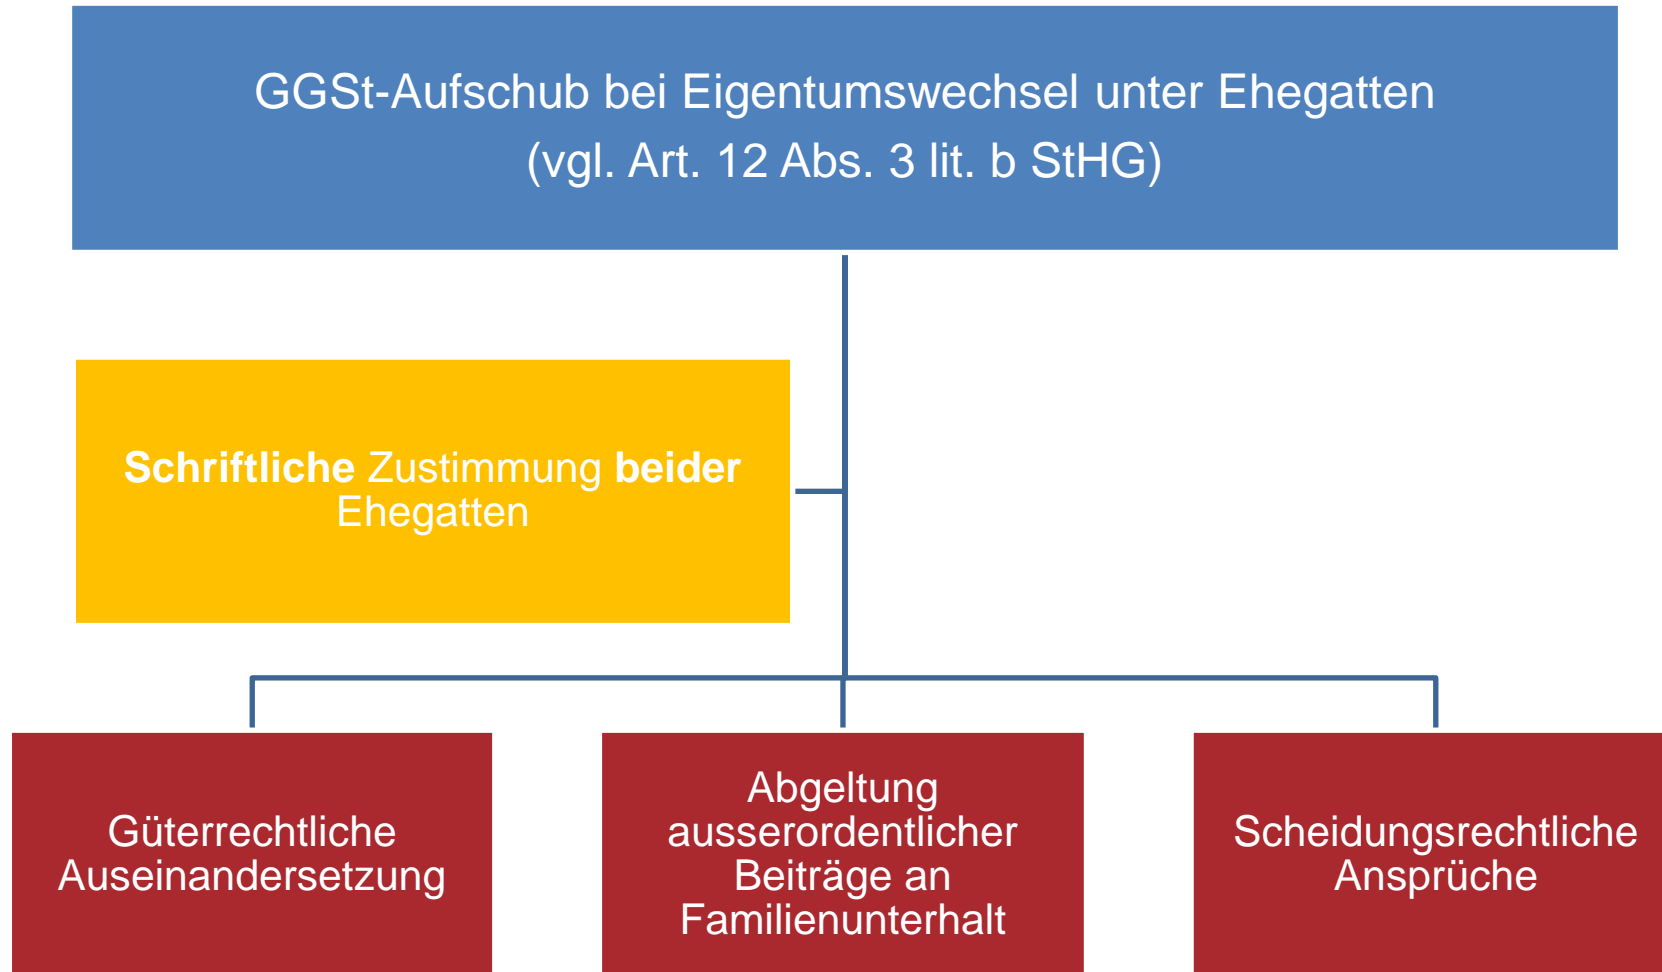 GGSt-Aufschub bei Eigentumswechsel unter Ehegatten
(vgl. Art. 12 Abs. 3 lit. b StHG)
Schriftliche Zustimmung beider
Ehegatten
Güterrechtliche
Auseinandersetzung
Abgeltung
ausserordentlicher
Beiträge an
Familienunterhalt
Scheidungsrechtliche
Ansprüche